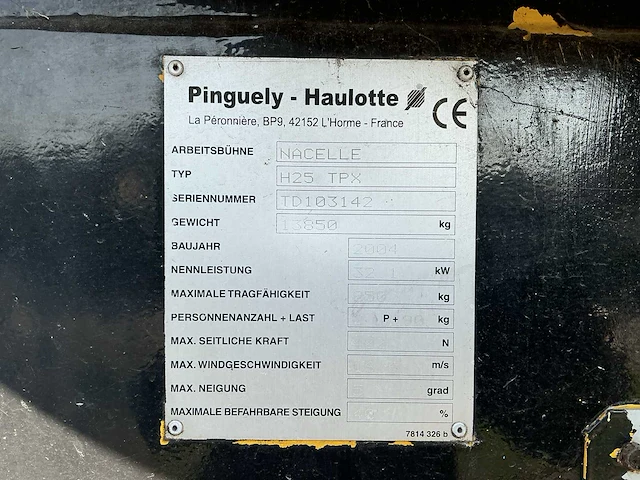 Pinguely - Haulotte
CE
La Péronnière, BP9, 42152 L'Horme - France
ARBEITSBÜHNE NACELLE
TYP H25 TPX
SERIENNUMMER TD103142
GEWICHT 13850 kg
BAUJAHR 2004
NENNLEISTUNG kW
MAXIMALE TRAGFÄHIGKEIT kg
PERSONNENANZAHL + LAST P + kg
MAX. SEITLICHE KRAFT N
MAX. WINDGESCHWINDIGKEIT m/s
MAX. NEIGUNG grad
MAXIMALE BEFAHRBARE STEIGUNG %
7814 326 b